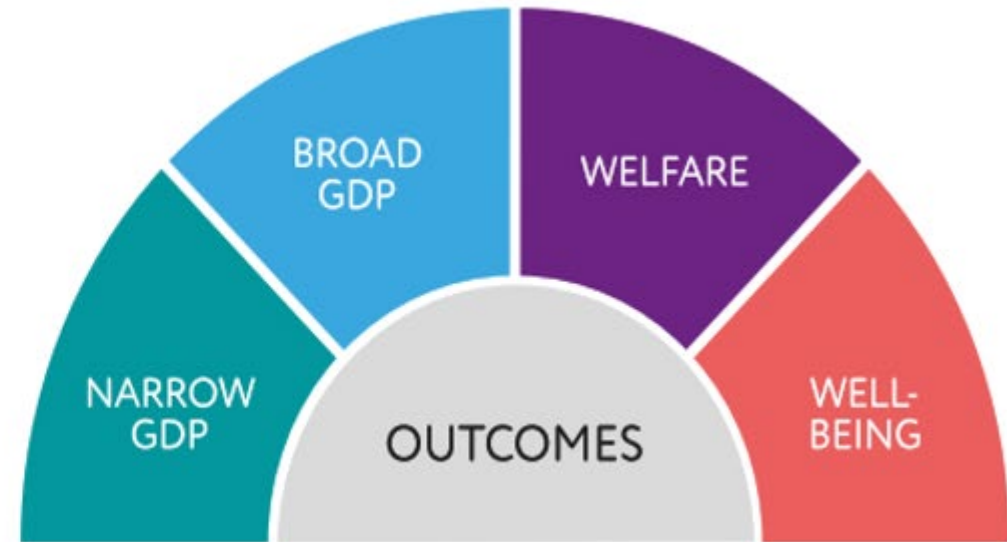 BROAD
GDP
WELFARE
NARROW
GDP
OUTCOMES
WELL-
BEING